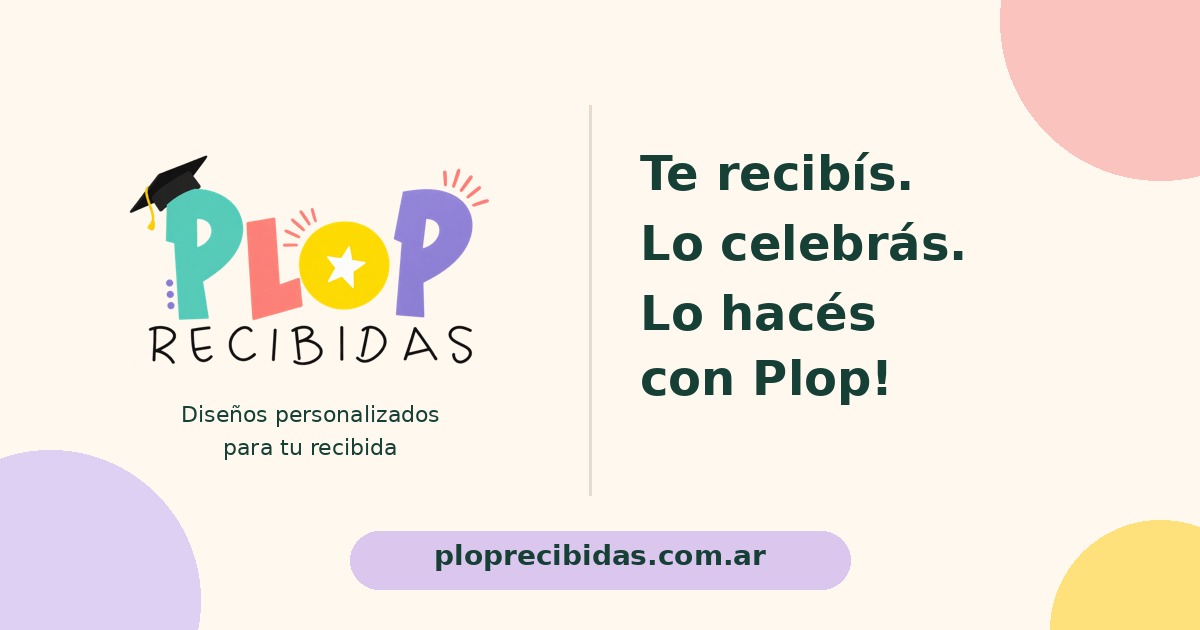 PLOP
RECIBIDAS
Diseños personalizados
para tu recibida
Te recibís.
Lo celebrás.
Lo hacés
con Plop!
ploprecibidas.com.ar